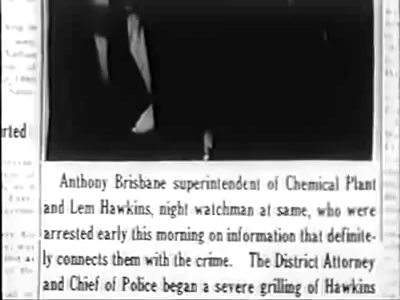 rted
Anthony Brisbane superintendent of Chemical Plant
and Lem Hawkins, night watchman at same, who were
arrested early this morning on information that definite-
ly connects them with the crime. The District Attorney
and Chief of Police began a severe grilling of Hawkins